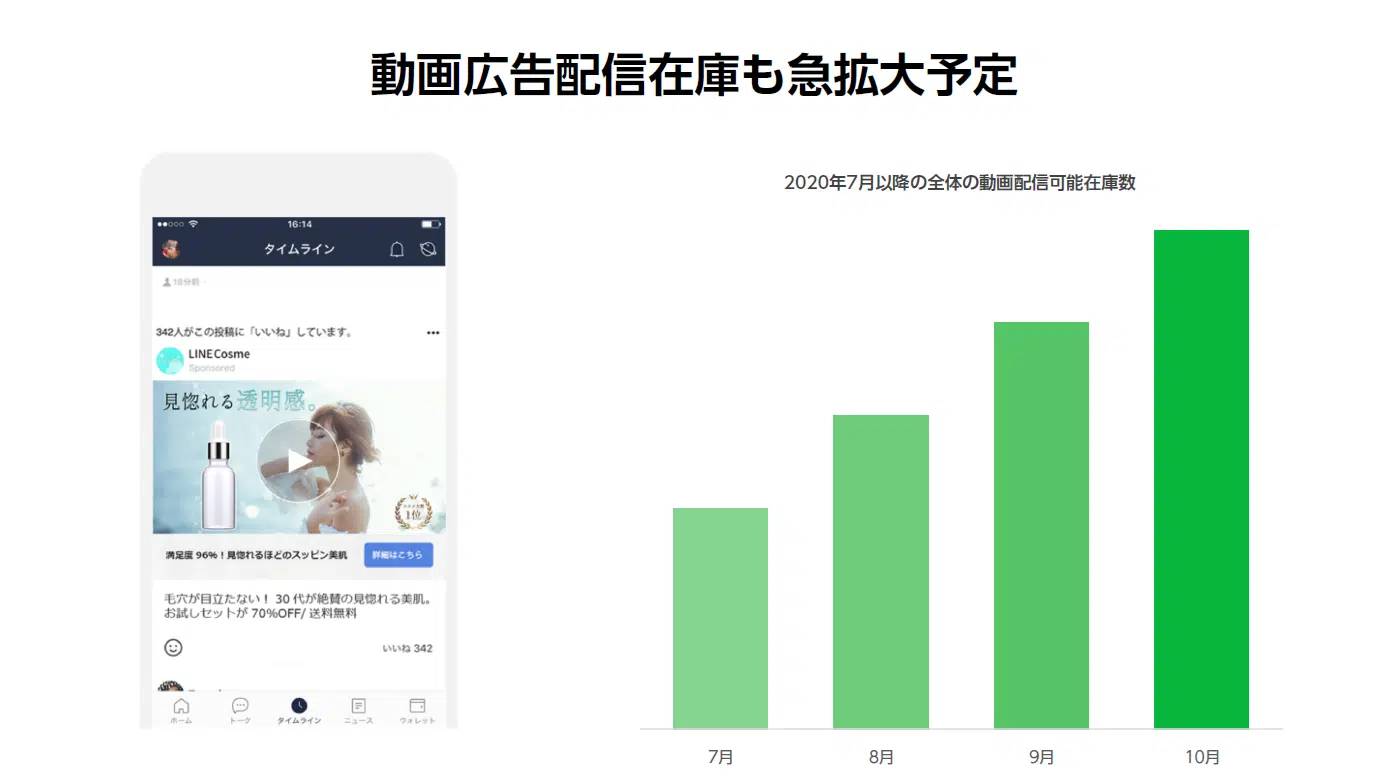 動画広告配信在庫も急拡大予定
16:14
タイムライン
18分前
342人がこの投稿に「いいね」しています。
LINE Cosme
Sponsored
見惚れる透明感。
1位
満足度 96%！見惚れるほどのスッピン美肌
詳細はこちら
毛穴が目立たない！ 30 代が絶賛の見惚れる美肌。
お試しセットが 70%OFF/ 送料無料
いいね 342
ホーム
トーク
タイムライン
ニュース
ウォレット
2020年7月以降の全体の動画配信可能在庫数
7月
8月
9月
10月